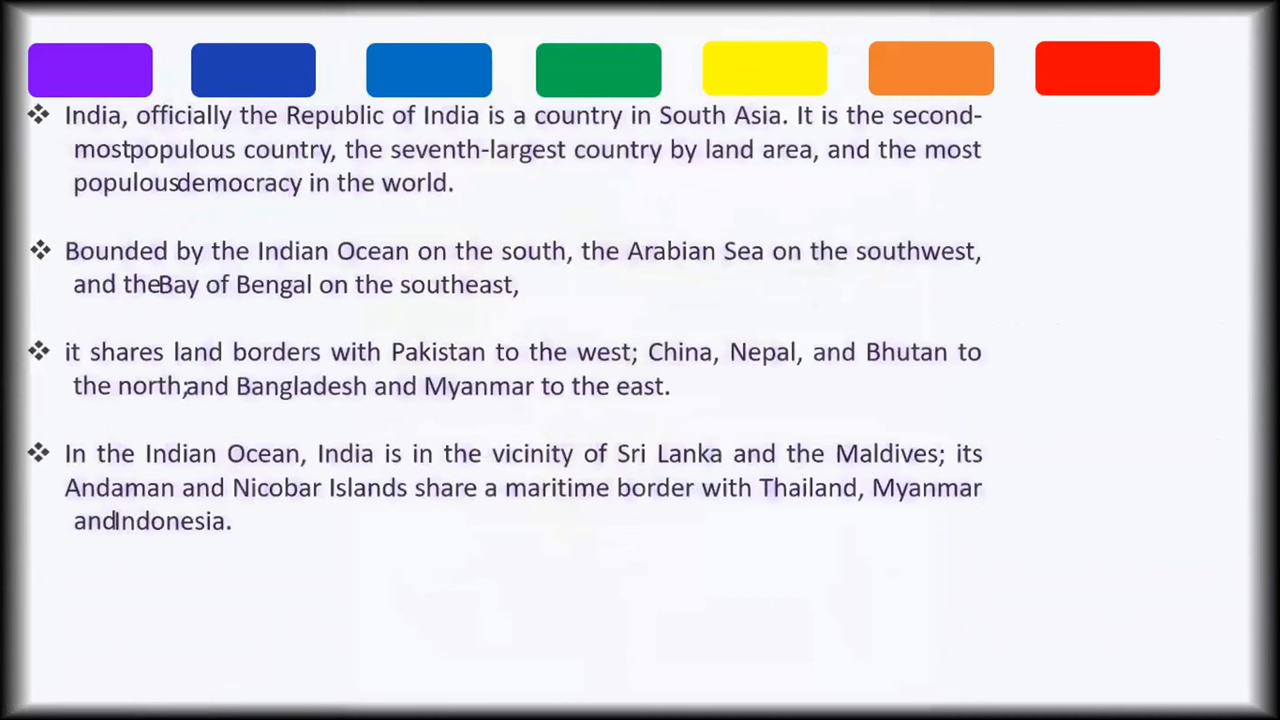 ❖ India, officially the Republic of India is a country in South Asia. It is the second-
mostpopulous country, the seventh-largest country by land area, and the most
populousdemocracy in the world.
❖ Bounded by the Indian Ocean on the south, the Arabian Sea on the southwest,
and theBay of Bengal on the southeast,
❖ it shares land borders with Pakistan to the west; China, Nepal, and Bhutan to
the north;and Bangladesh and Myanmar to the east.
❖ In the Indian Ocean, India is in the vicinity of Sri Lanka and the Maldives; its
Andaman and Nicobar Islands share a maritime border with Thailand, Myanmar
andIndonesia.